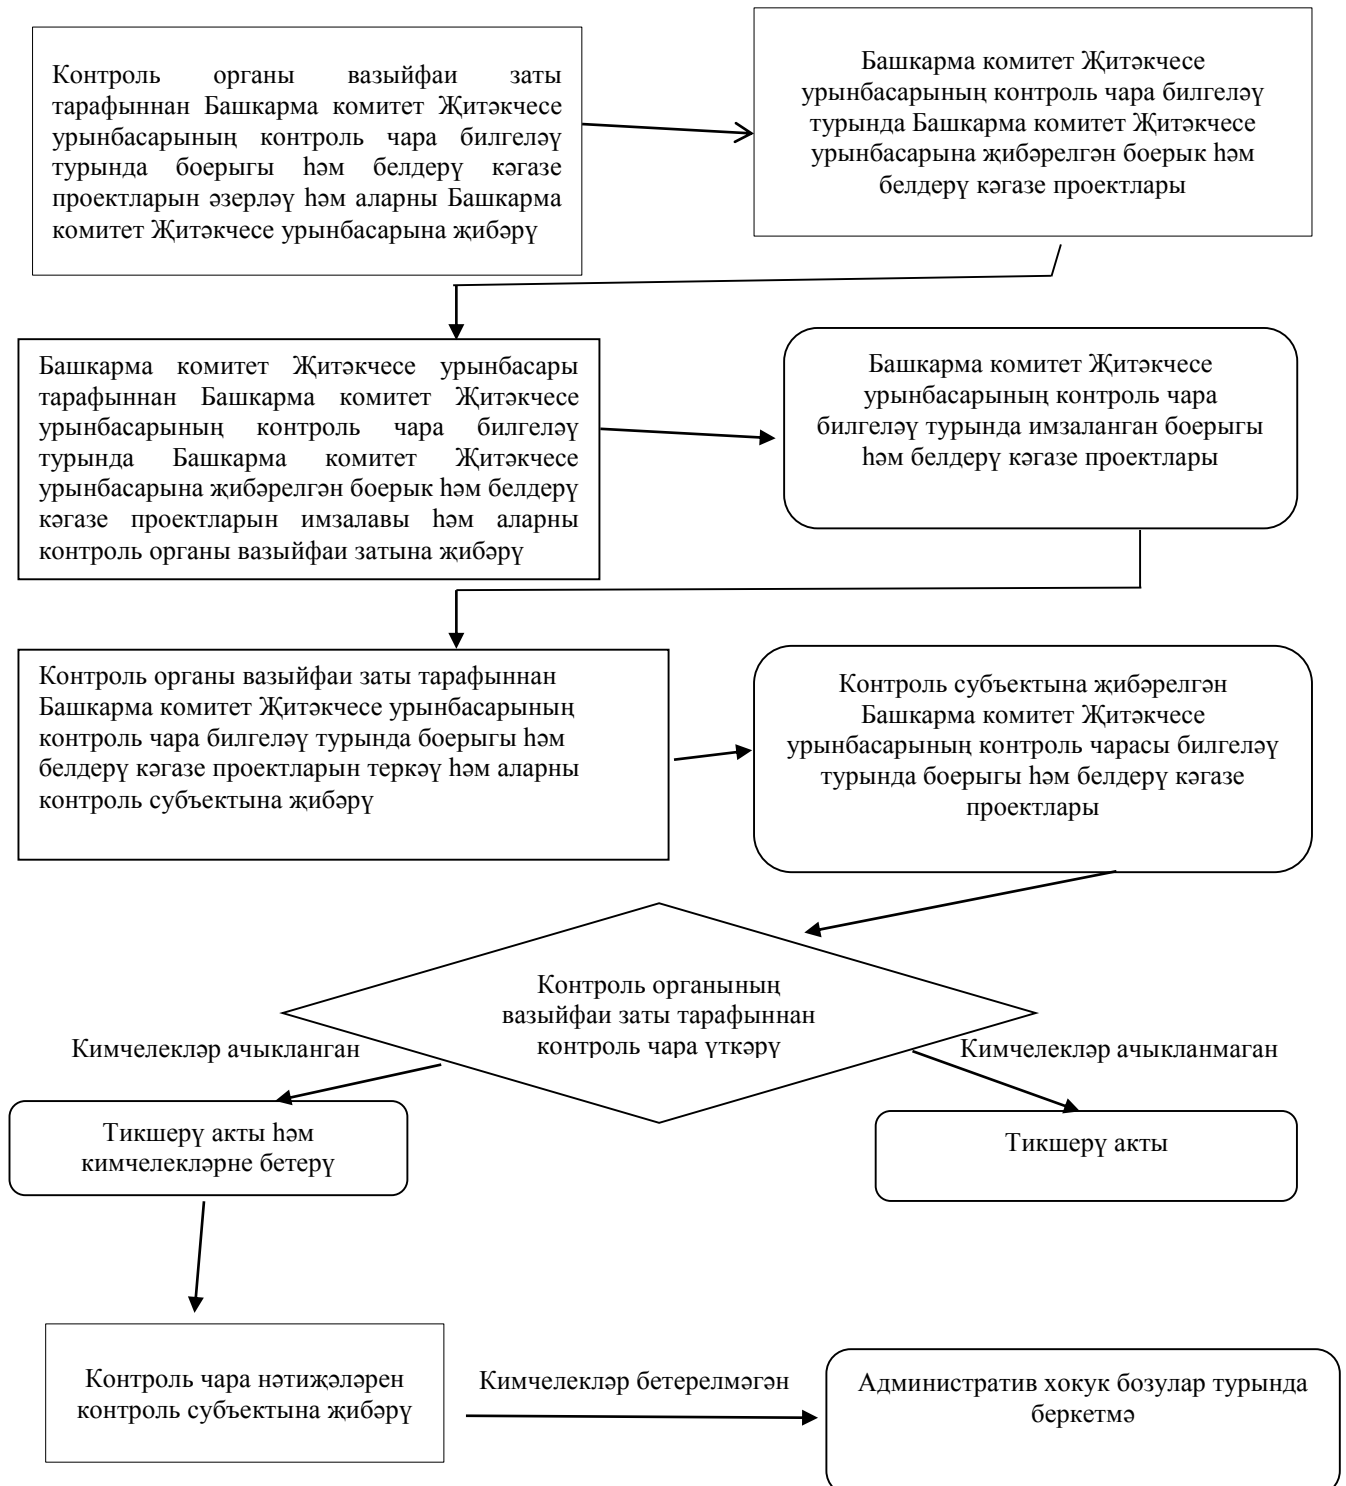 Контроль органы вазыйфаи заты
тарафыннан Башкарма комитет Җитәкчесе
урынбасарының контроль чара билгеләү
турында боерыгы һәм белдерү кәгазе
проектларын әзерләү һәм аларны Башкарма
комитет Җитәкчесе урынбасарына җибәрү
Башкарма комитет Җитәкчесе
урынбасарының контроль чара билгеләү
турында Башкарма комитет Җитәкчесе
урынбасарына җибәрелгән боерык һәм
белдерү кәгазе проектлары
Башкарма комитет Җитәкчесе урынбасары
тарафыннан Башкарма комитет Җитәкчесе
урынбасарының контроль чара билгеләү
турында Башкарма комитет Җитәкчесе
урынбасарына җибәрелгән боерык һәм белдерү
кәгазе проектларын имзалавы һәм аларны
контроль органы вазыйфаи затына җибәрү
Башкарма комитет Җитәкчесе
урынбасарының контроль чара
билгеләү турында имзаланган боерыгы
һәм белдерү кәгазе проектлары
Контроль органы вазыйфаи заты тарафыннан
Башкарма комитет Җитәкчесе урынбасарының
контроль чара билгеләү турында боерыгы һәм
белдерү кәгазе проектларын теркәү һәм аларны
контроль субъектына җибәрү
Контроль субъектына җибәрелгән
Башкарма комитет Җитәкчесе
урынбасарының контроль чарасы билгеләү
турында боерыгы һәм белдерү кәгазе
проектлары
Контроль органының
вазыйфаи заты тарафыннан
контроль чара үткәрү
Кимчелекләр ачыкланган
Кимчелекләр ачыкланмаган
Тикшерү акты һәм
кимчелекләрне бетерү
Тикшерү акты
Контроль чара нәтиҗәләрен
контроль субъектына җибәрү
Кимчелекләр бетерелмәгән
Административ хокук бозулар турында
беркетмә